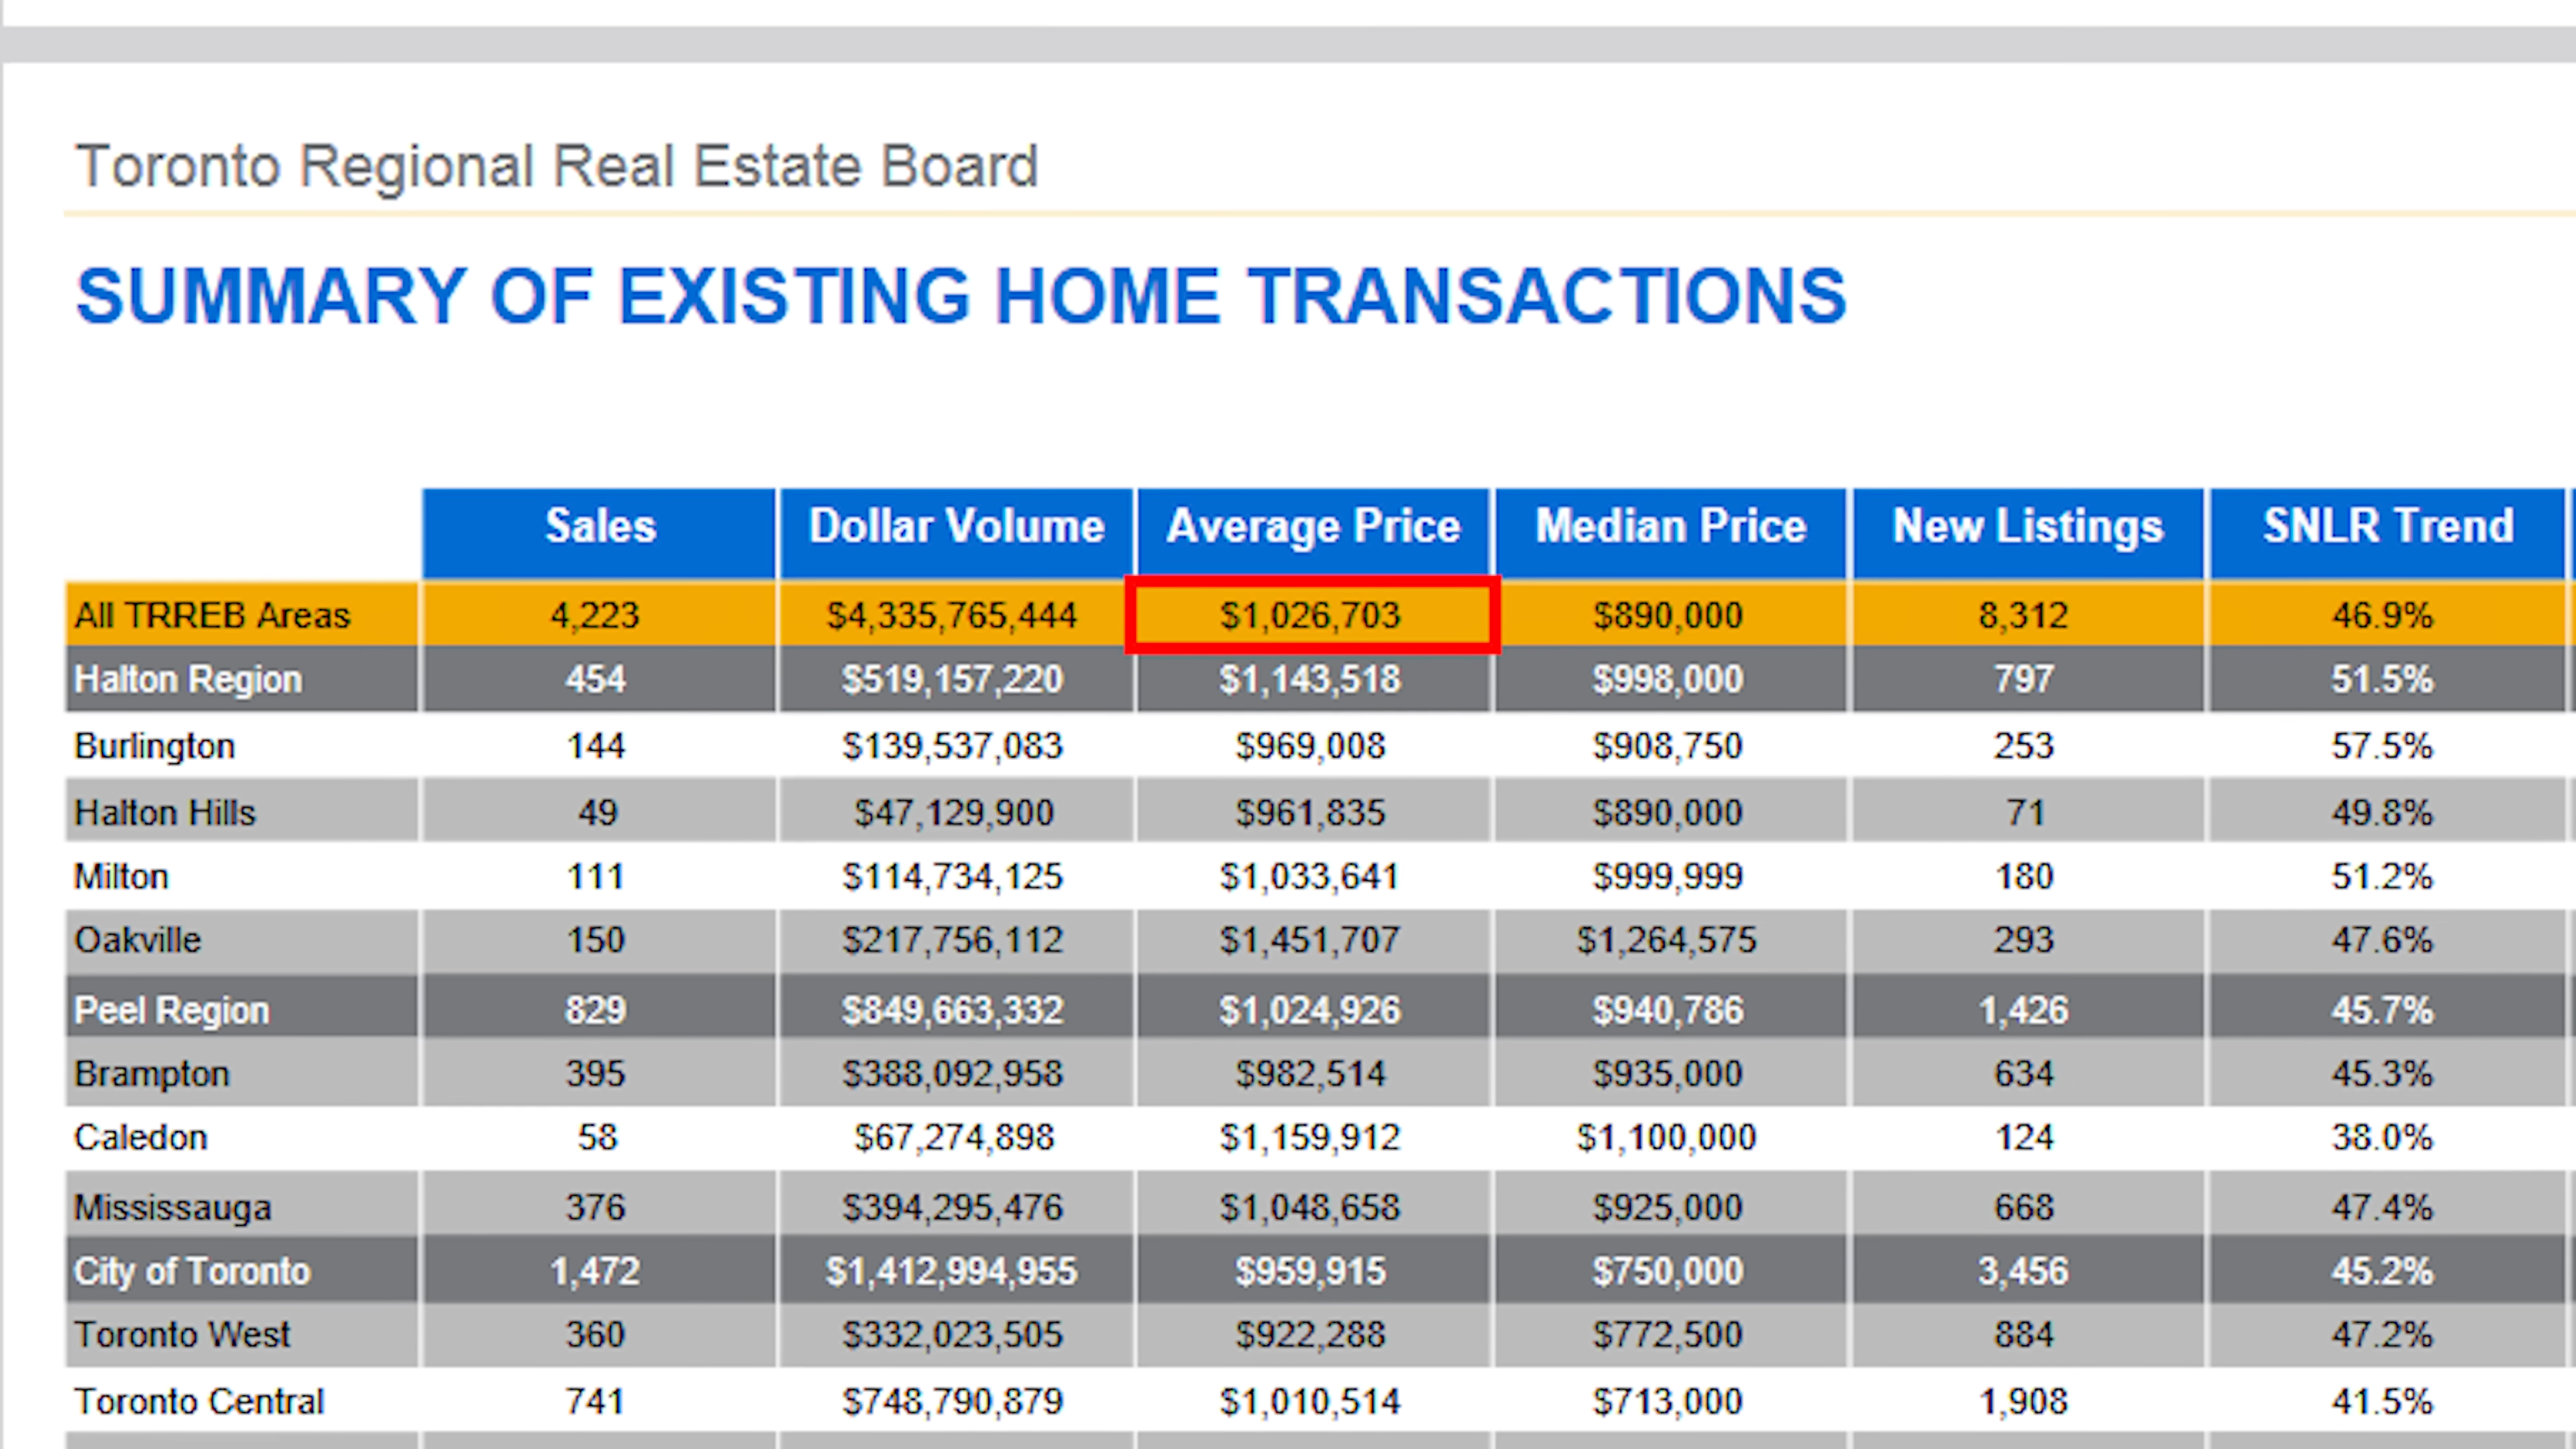 Toronto Regional Real Estate Board
SUMMARY OF EXISTING HOME TRANSACTIONS
Sales Dollar Volume Average Price Median Price New Listings SNLR Trend
All TRREB Areas 4,223 $4,335,765,444 $1,026,703 $890,000 8,312 46.9%
Halton Region 454 $519,157,220 $1,143,518 $998,000 797 51.5%
Burlington 144 $139,537,083 $969,008 $908,750 253 57.5%
Halton Hills 49 $47,129,900 $961,835 $890,000 71 49.8%
Milton 111 $114,734,125 $1,033,641 $999,999 180 51.2%
Oakville 150 $217,756,112 $1,451,707 $1,264,575 293 47.6%
Peel Region 829 $849,663,332 $1,024,926 $940,786 1,426 45.7%
Brampton 395 $388,092,958 $982,514 $935,000 634 45.3%
Caledon 58 $67,274,898 $1,159,912 $1,100,000 124 38.0%
Mississauga 376 $394,295,476 $1,048,658 $925,000 668 47.4%
City of Toronto 1,472 $1,412,994,955 $959,915 $750,000 3,456 45.2%
Toronto West 360 $332,023,505 $922,288 $772,500 884 47.2%
Toronto Central 741 $748,790,879 $1,010,514 $713,000 1,908 41.5%